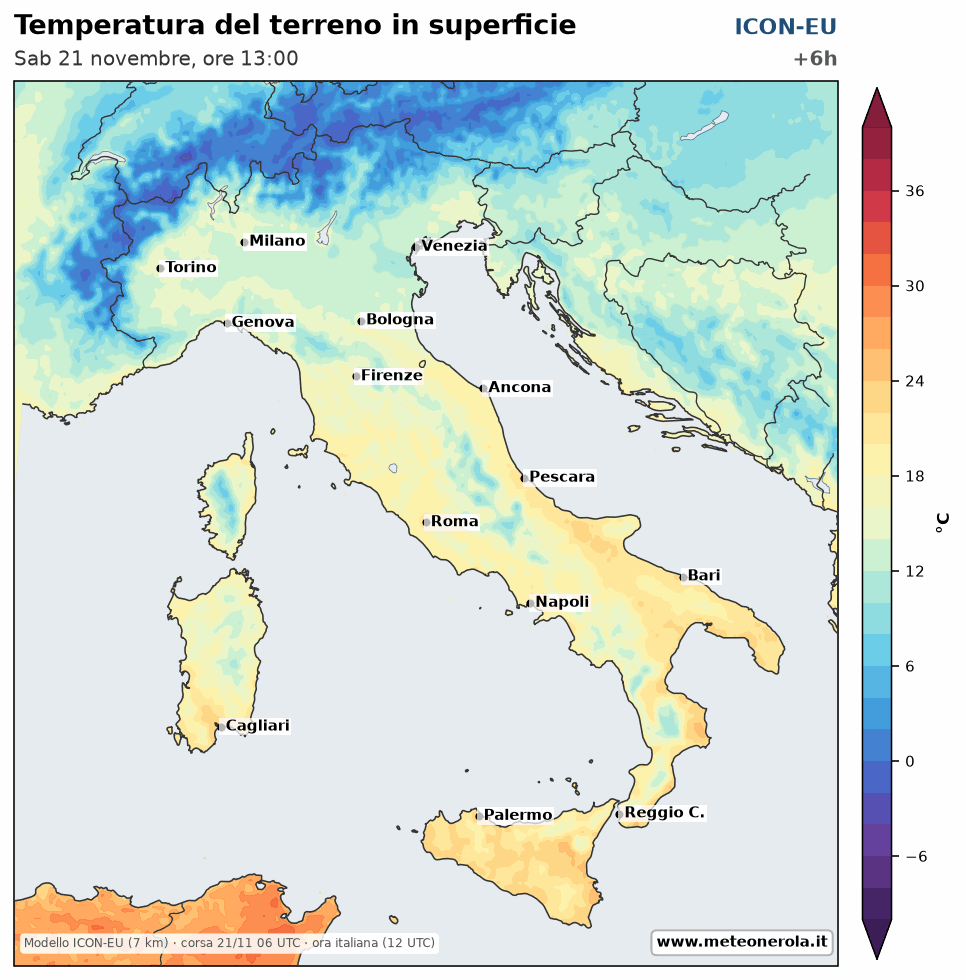 Temperatura del terreno in superficie
ICON-EU
Sab 21 novembre, ore 13:00
+6h
Milano
Venezia
Torino
Genova
Bologna
Firenze
Ancona
Pescara
Roma
Bari
Napoli
Cagliari
Palermo
Reggio C.
36
30
24
18
12
6
0
−6
°C
Modello ICON-EU (7 km) · corsa 21/11 06 UTC · ora italiana (12 UTC)
www.meteonerola.it